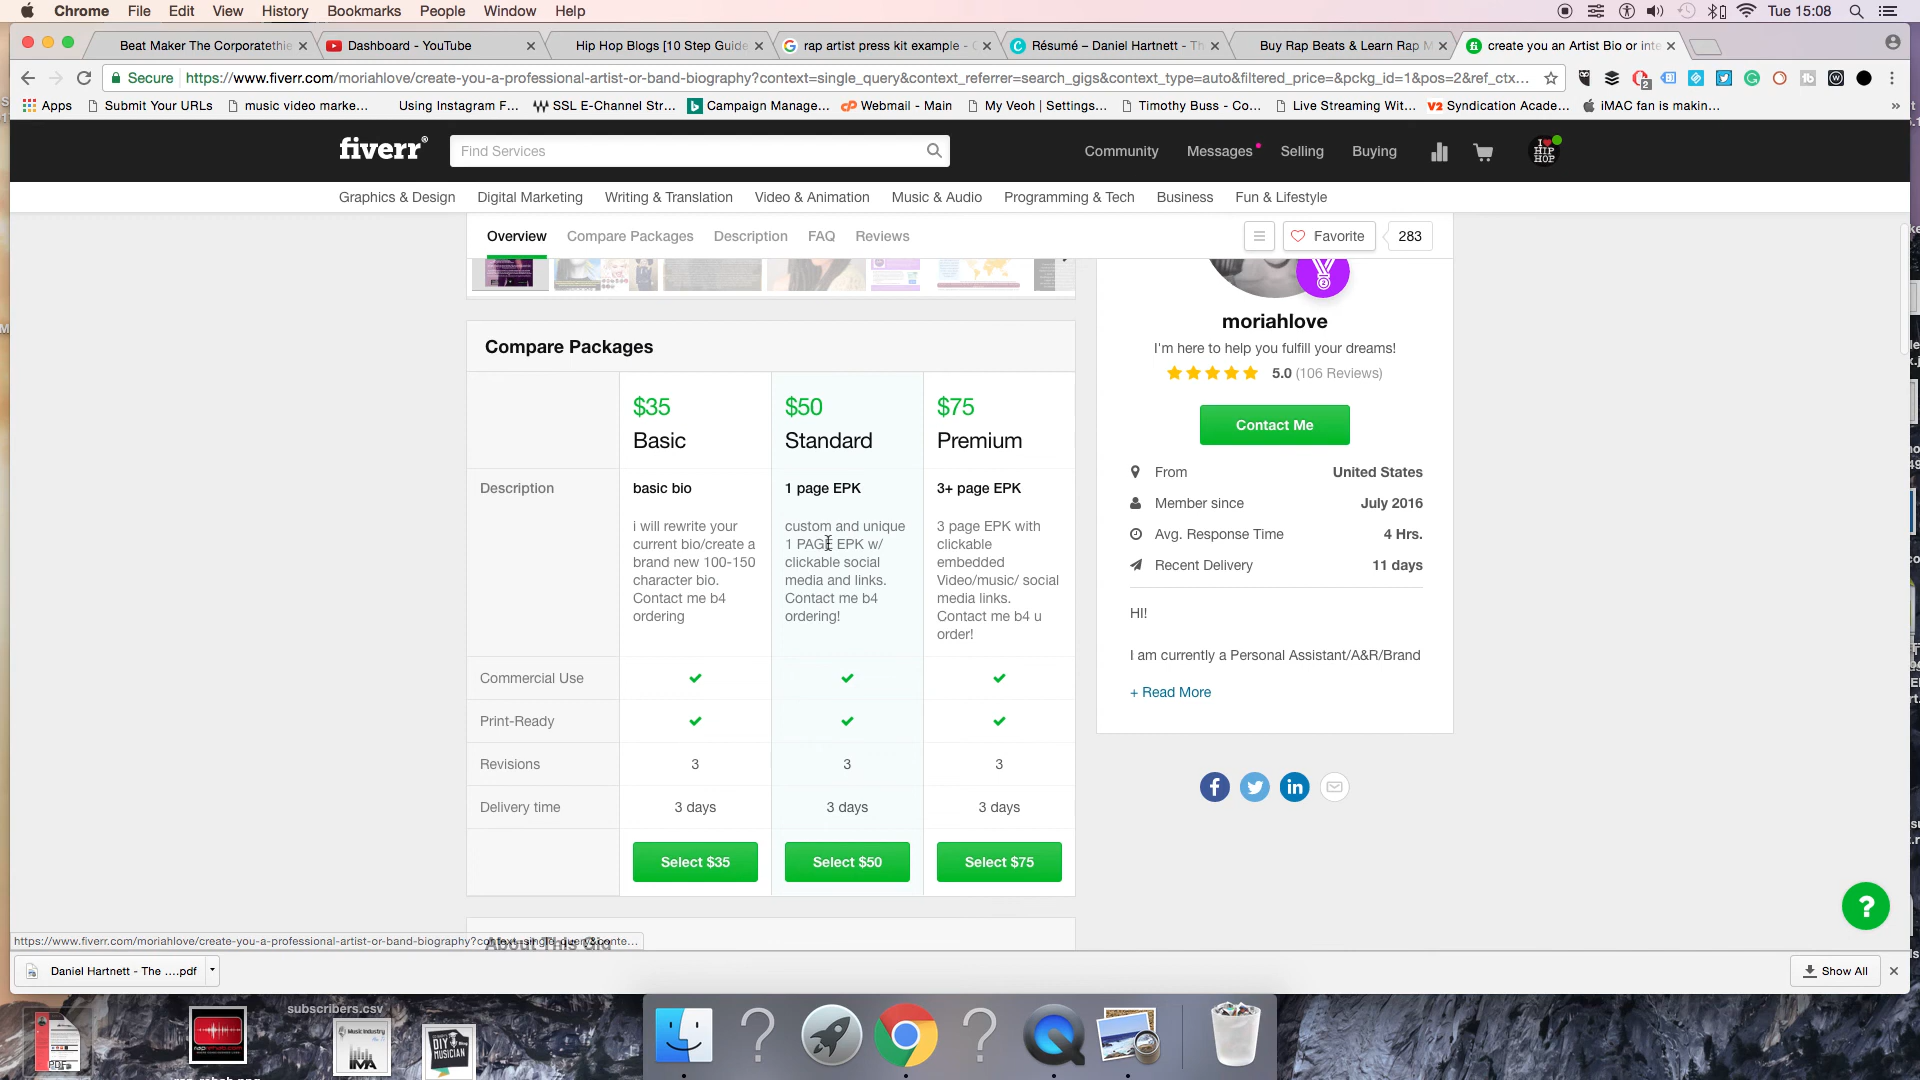 Chrome File Edit View History Bookmarks People Window Help Tue 15:08
Beat Maker The Corporatethie
Dashboard - YouTube
Hip Hop Blogs [10 Step Guide
rap artist press kit example - G
Résumé – Daniel Hartnett - Th
Buy Rap Beats & Learn Rap M
create you an Artist Bio or inte
Secure https://www.fiverr.com/moriahlove/create-you-a-professional-artist-or-band-biography?context=single_query&context_referrer=search_gigs&context_type=auto&filtered_price=&pckg_id=1&pos=2&ref_ctx...
Apps Submit Your URLs music video marke... Using Instagram F... SSL E-Channel Str... Campaign Manage... Webmail - Main My Veoh | Settings... Timothy Buss - Co... Live Streaming Wit... Syndication Acade... iMAC fan is makin... »
fiverr Find Services Community Messages Selling Buying
I HIP HOP
Graphics & Design Digital Marketing Writing & Translation Video & Animation Music & Audio Programming & Tech Business Fun & Lifestyle
Overview Compare Packages Description FAQ Reviews Favorite 283
Compare Packages
$35 $50 $75
Basic Standard Premium
Description
basic bio
i will rewrite your
current bio/create a
brand new 100-150
character bio.
Contact me b4
ordering
1 page EPK
custom and unique
1 PAGE EPK w/
clickable social
media and links.
Contact me b4
ordering!
3+ page EPK
3 page EPK with
clickable
embedded
Video/music/ social
media links.
Contact me b4 u
order!
Commercial Use
Print-Ready
Revisions 3 3 3
Delivery time 3 days 3 days 3 days
Select $35 Select $50 Select $75
About This Gig
moriahlove
I'm here to help you fulfill your dreams!
5.0 (106 Reviews)
Contact Me
From United States
Member since July 2016
Avg. Response Time 4 Hrs.
Recent Delivery 11 days
HI!
I am currently a Personal Assistant/A&R/Brand
+ Read More
?
https://www.fiverr.com/moriahlove/create-you-a-professional-artist-or-band-biography?context=single_query&conte...
Daniel Hartnett - The ....pdf
Show All
subscribers.csv
PDF
Music Industry
IMA
DIY
MUSICIAN